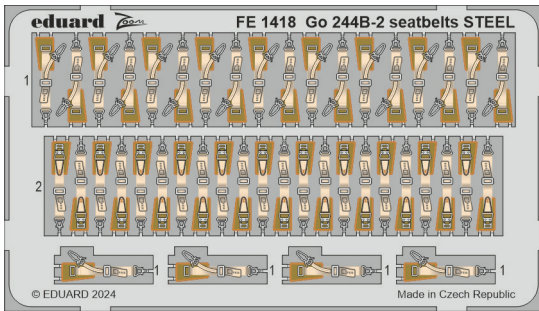 eduard Zoom FE 1418 Go 244B-2 seatbelts STEEL
1
2
1 1 1 1
© EDUARD 2024 Made in Czech Republic